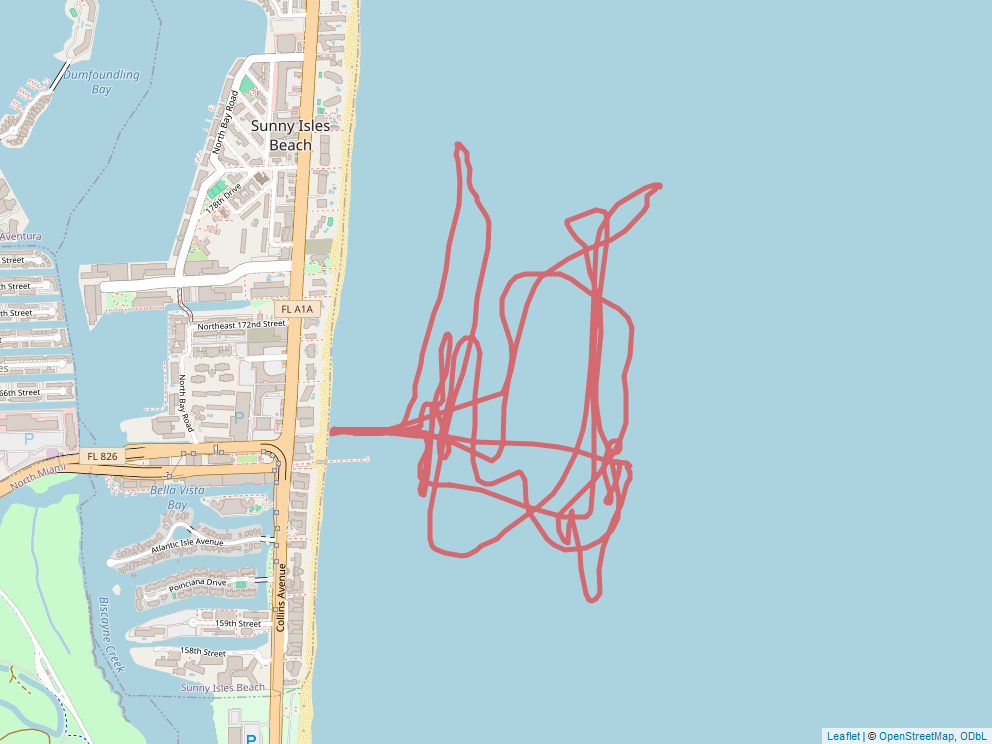 Dumfoundling
Bay
North Bay Road
Sunny Isles
Beach
178th Drive
Aventura
Street
th Street
th Street
FL A1A
Northeast 172nd Street
North Bay Road
66th Street
P
P
FL 826
North Miami
Bella Vista
Bay
Atlantic Isle Avenue
Poinciana Drive
Collins Avenue
159th Street
Biscayne Creek
158th Street
Sunny Isles Beach
P
Leaflet | © OpenStreetMap, ODbL